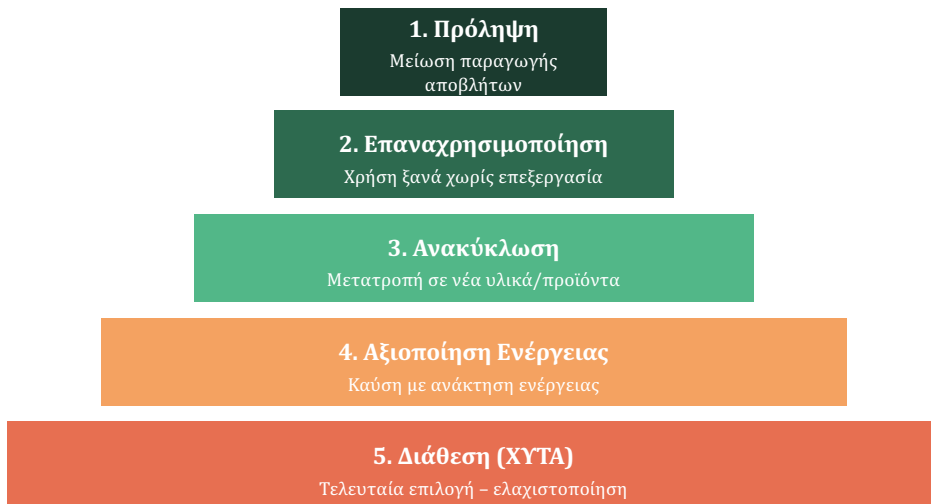 1. Πρόληψη
Μείωση παραγωγής
αποβλήτων
2. Επαναχρησιμοποίηση
Χρήση ξανά χωρίς επεξεργασία
3. Ανακύκλωση
Μετατροπή σε νέα υλικά/προϊόντα
4. Αξιοποίηση Ενέργειας
Καύση με ανάκτηση ενέργειας
5. Διάθεση (ΧΥΤΑ)
Τελευταία επιλογή – ελαχιστοποίηση